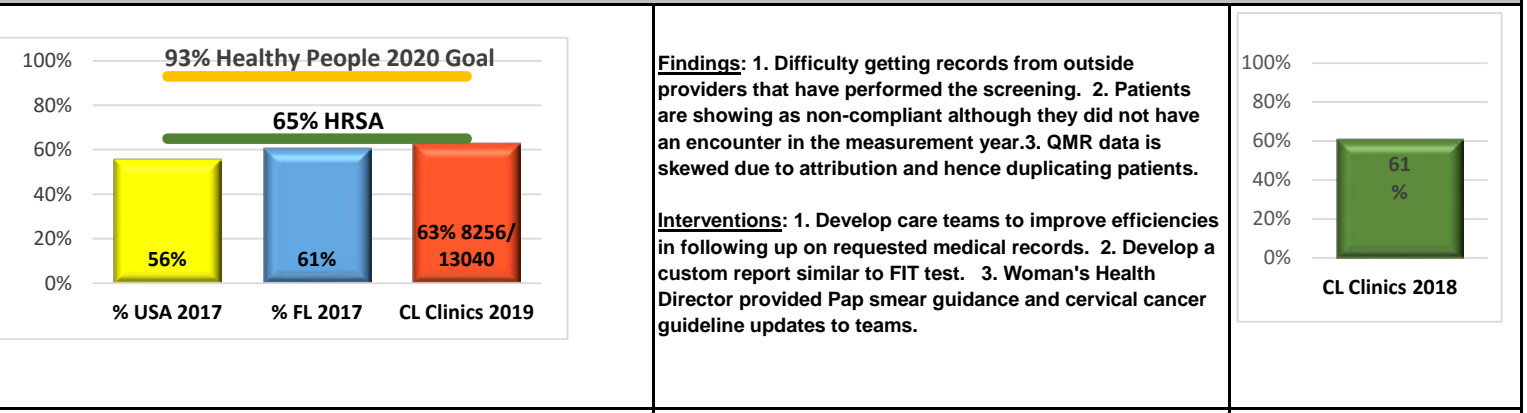 100%
80%
60%
40%
20%
0%
93% Healthy People 2020 Goal
65% HRSA
56%
61%
63% 8256/
13040
% USA 2017
% FL 2017
CL Clinics 2019
Findings: 1. Difficulty getting records from outside
providers that have performed the screening. 2. Patients
are showing as non-compliant although they did not have
an encounter in the measurement year.3. QMR data is
skewed due to attribution and hence duplicating patients.
Interventions: 1. Develop care teams to improve efficiencies
in following up on requested medical records. 2. Develop a
custom report similar to FIT test. 3. Woman's Health
Director provided Pap smear guidance and cervical cancer
guideline updates to teams.
100%
80%
60%
40%
20%
0%
61
%
CL Clinics 2018